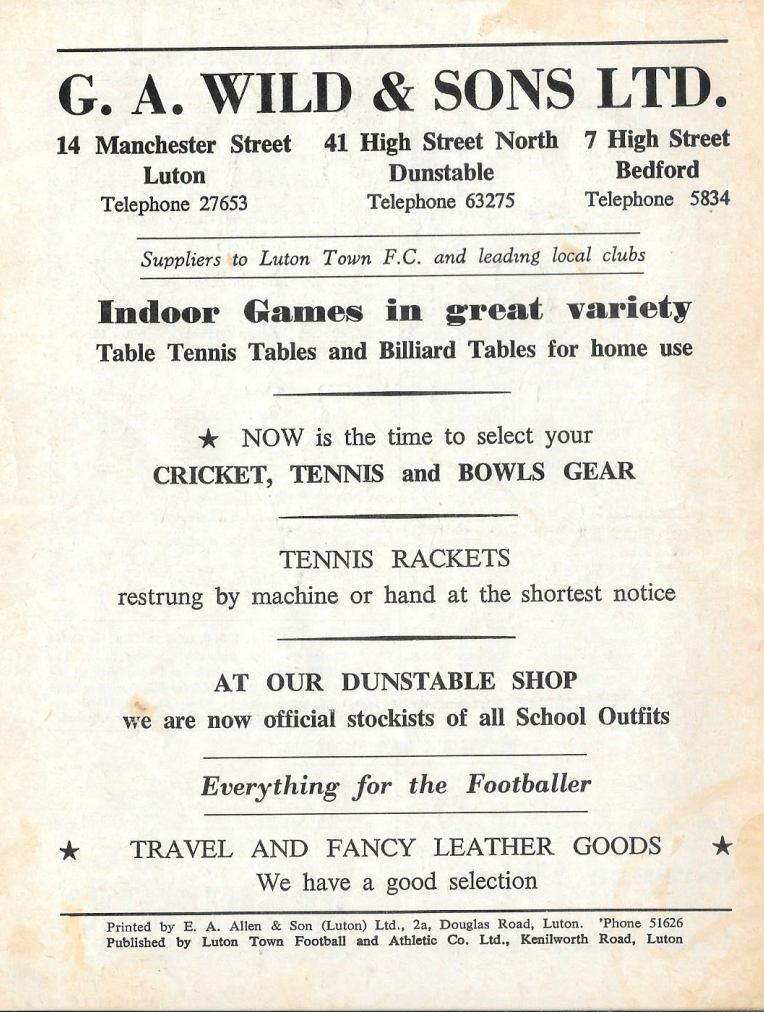 G. A. WILD & SONS LTD.
14 Manchester Street
Luton
Telephone 27653
41 High Street North
Dunstable
Telephone 63275
7 High Street
Bedford
Telephone 5834
Suppliers to Luton Town F.C. and leading local clubs
Indoor Games in great variety
Table Tennis Tables and Billiard Tables for home use
★ NOW is the time to select your
CRICKET, TENNIS and BOWLS GEAR
TENNIS RACKETS
restrung by machine or hand at the shortest notice
AT OUR DUNSTABLE SHOP
we are now official stockists of all School Outfits
Everything for the Footballer
★ TRAVEL AND FANCY LEATHER GOODS ★
We have a good selection
Printed by E. A. Allen & Son (Luton) Ltd., 2a, Douglas Road, Luton. 'Phone 51626
Published by Luton Town Football and Athletic Co. Ltd., Kenilworth Road, Luton